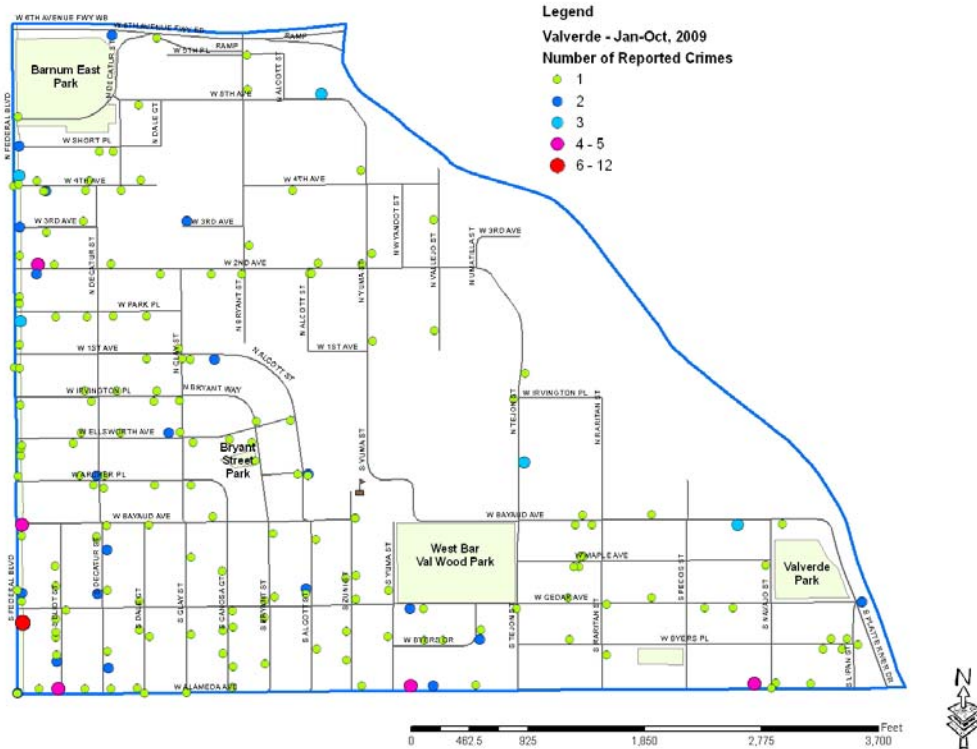 Legend
Valverde - Jan-Oct, 2009
Number of Reported Crimes
1
2
3
4 - 5
6 - 12
W 6TH AVENUE FWY WB
W 6TH AVENUE FWY EB
RAMP
RAMP
W 5TH PL
N DECATUR ST
N ALCOTT ST
Barnum East
Park
N FEDERAL BLVD
W 5TH AVE
N DALE CT
W SHORT PL
W 4TH AVE
W 4TH AVE
W 3RD AVE
W 3RD AVE
W 3RD AVE
N WYANDOT ST
N VALLEJO ST
N UMATILLA ST
N DECATUR ST
W 2ND AVE
N YUMA ST
N BRYANT ST
N ALCOTT ST
W PARK PL
N CLAY ST
W 1ST AVE
W 1ST AVE
N ALCOTT ST
W IRVINGTON PL
N BRYANT WAY
W IRVINGTON PL
N TEJON ST
N RARITAN ST
W ELLSWORTH AVE
Bryant
Street
Park
S YUMA ST
W ARCHER PL
W BAYAUD AVE
W BAYAUD AVE
West Bar
Val Wood Park
W MAPLE AVE
Valverde
Park
S FEDERAL BLVD
S ELIOT ST
S DECATUR ST
S DALE CT
S CLAY ST
S CANOSA CT
S BRYANT ST
S ALCOTT ST
S ZUNI ST
S YUMA ST
S TEJON ST
S RARITAN ST
S PECOS ST
S NAVAJO ST
S LIPAN ST
S PLATTE RIVER DR
W CEDAR AVE
W BYERS DR
W BYERS PL
W ALAMEDA AVE
N
Feet
0 462.5 925 1,850 2,775 3,700